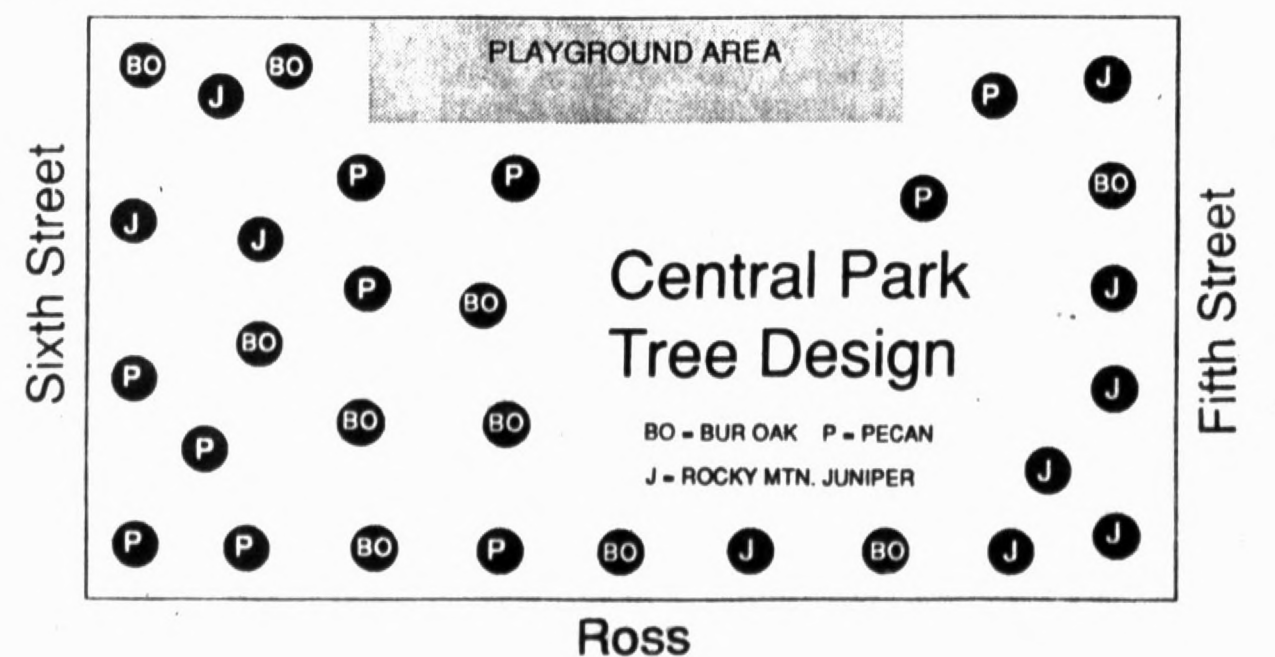 PLAYGROUND AREA
BO
BO
J
J
P
P
P
BO
P
J
J
P
BO
J
BO
P
J
BO
BO
P
J
P
P
BO
P
BO
J
BO
J
J
Central Park
Tree Design
BO = BUR OAK P = PECAN
J = ROCKY MTN. JUNIPER
Sixth Street
Fifth Street
Ross